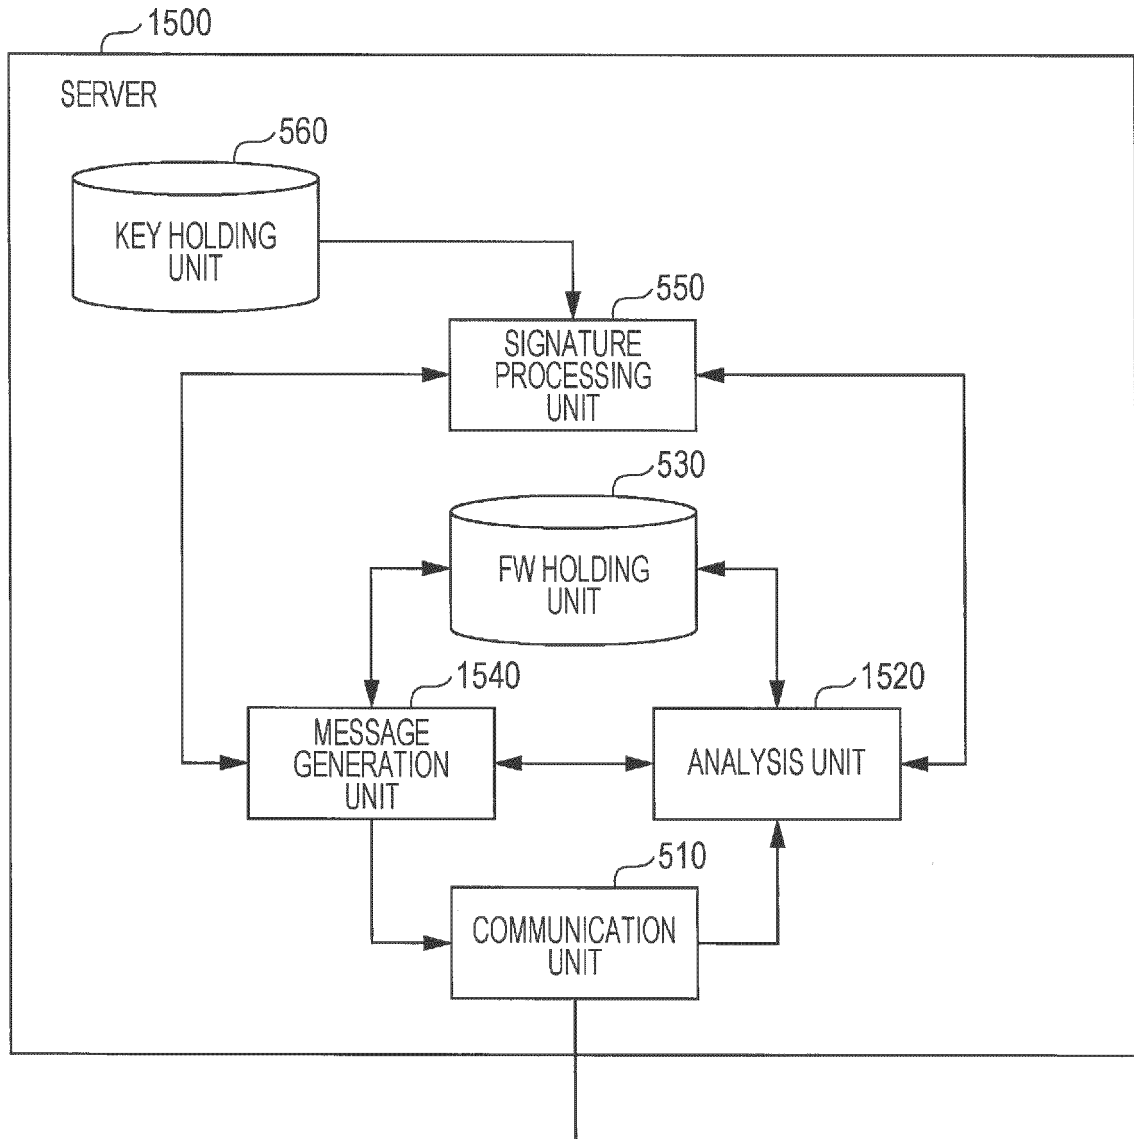 1500
SERVER
560
KEY HOLDING
UNIT
550
SIGNATURE
PROCESSING
UNIT
530
FW HOLDING
UNIT
1540
MESSAGE
GENERATION
UNIT
1520
ANALYSIS UNIT
510
COMMUNICATION
UNIT